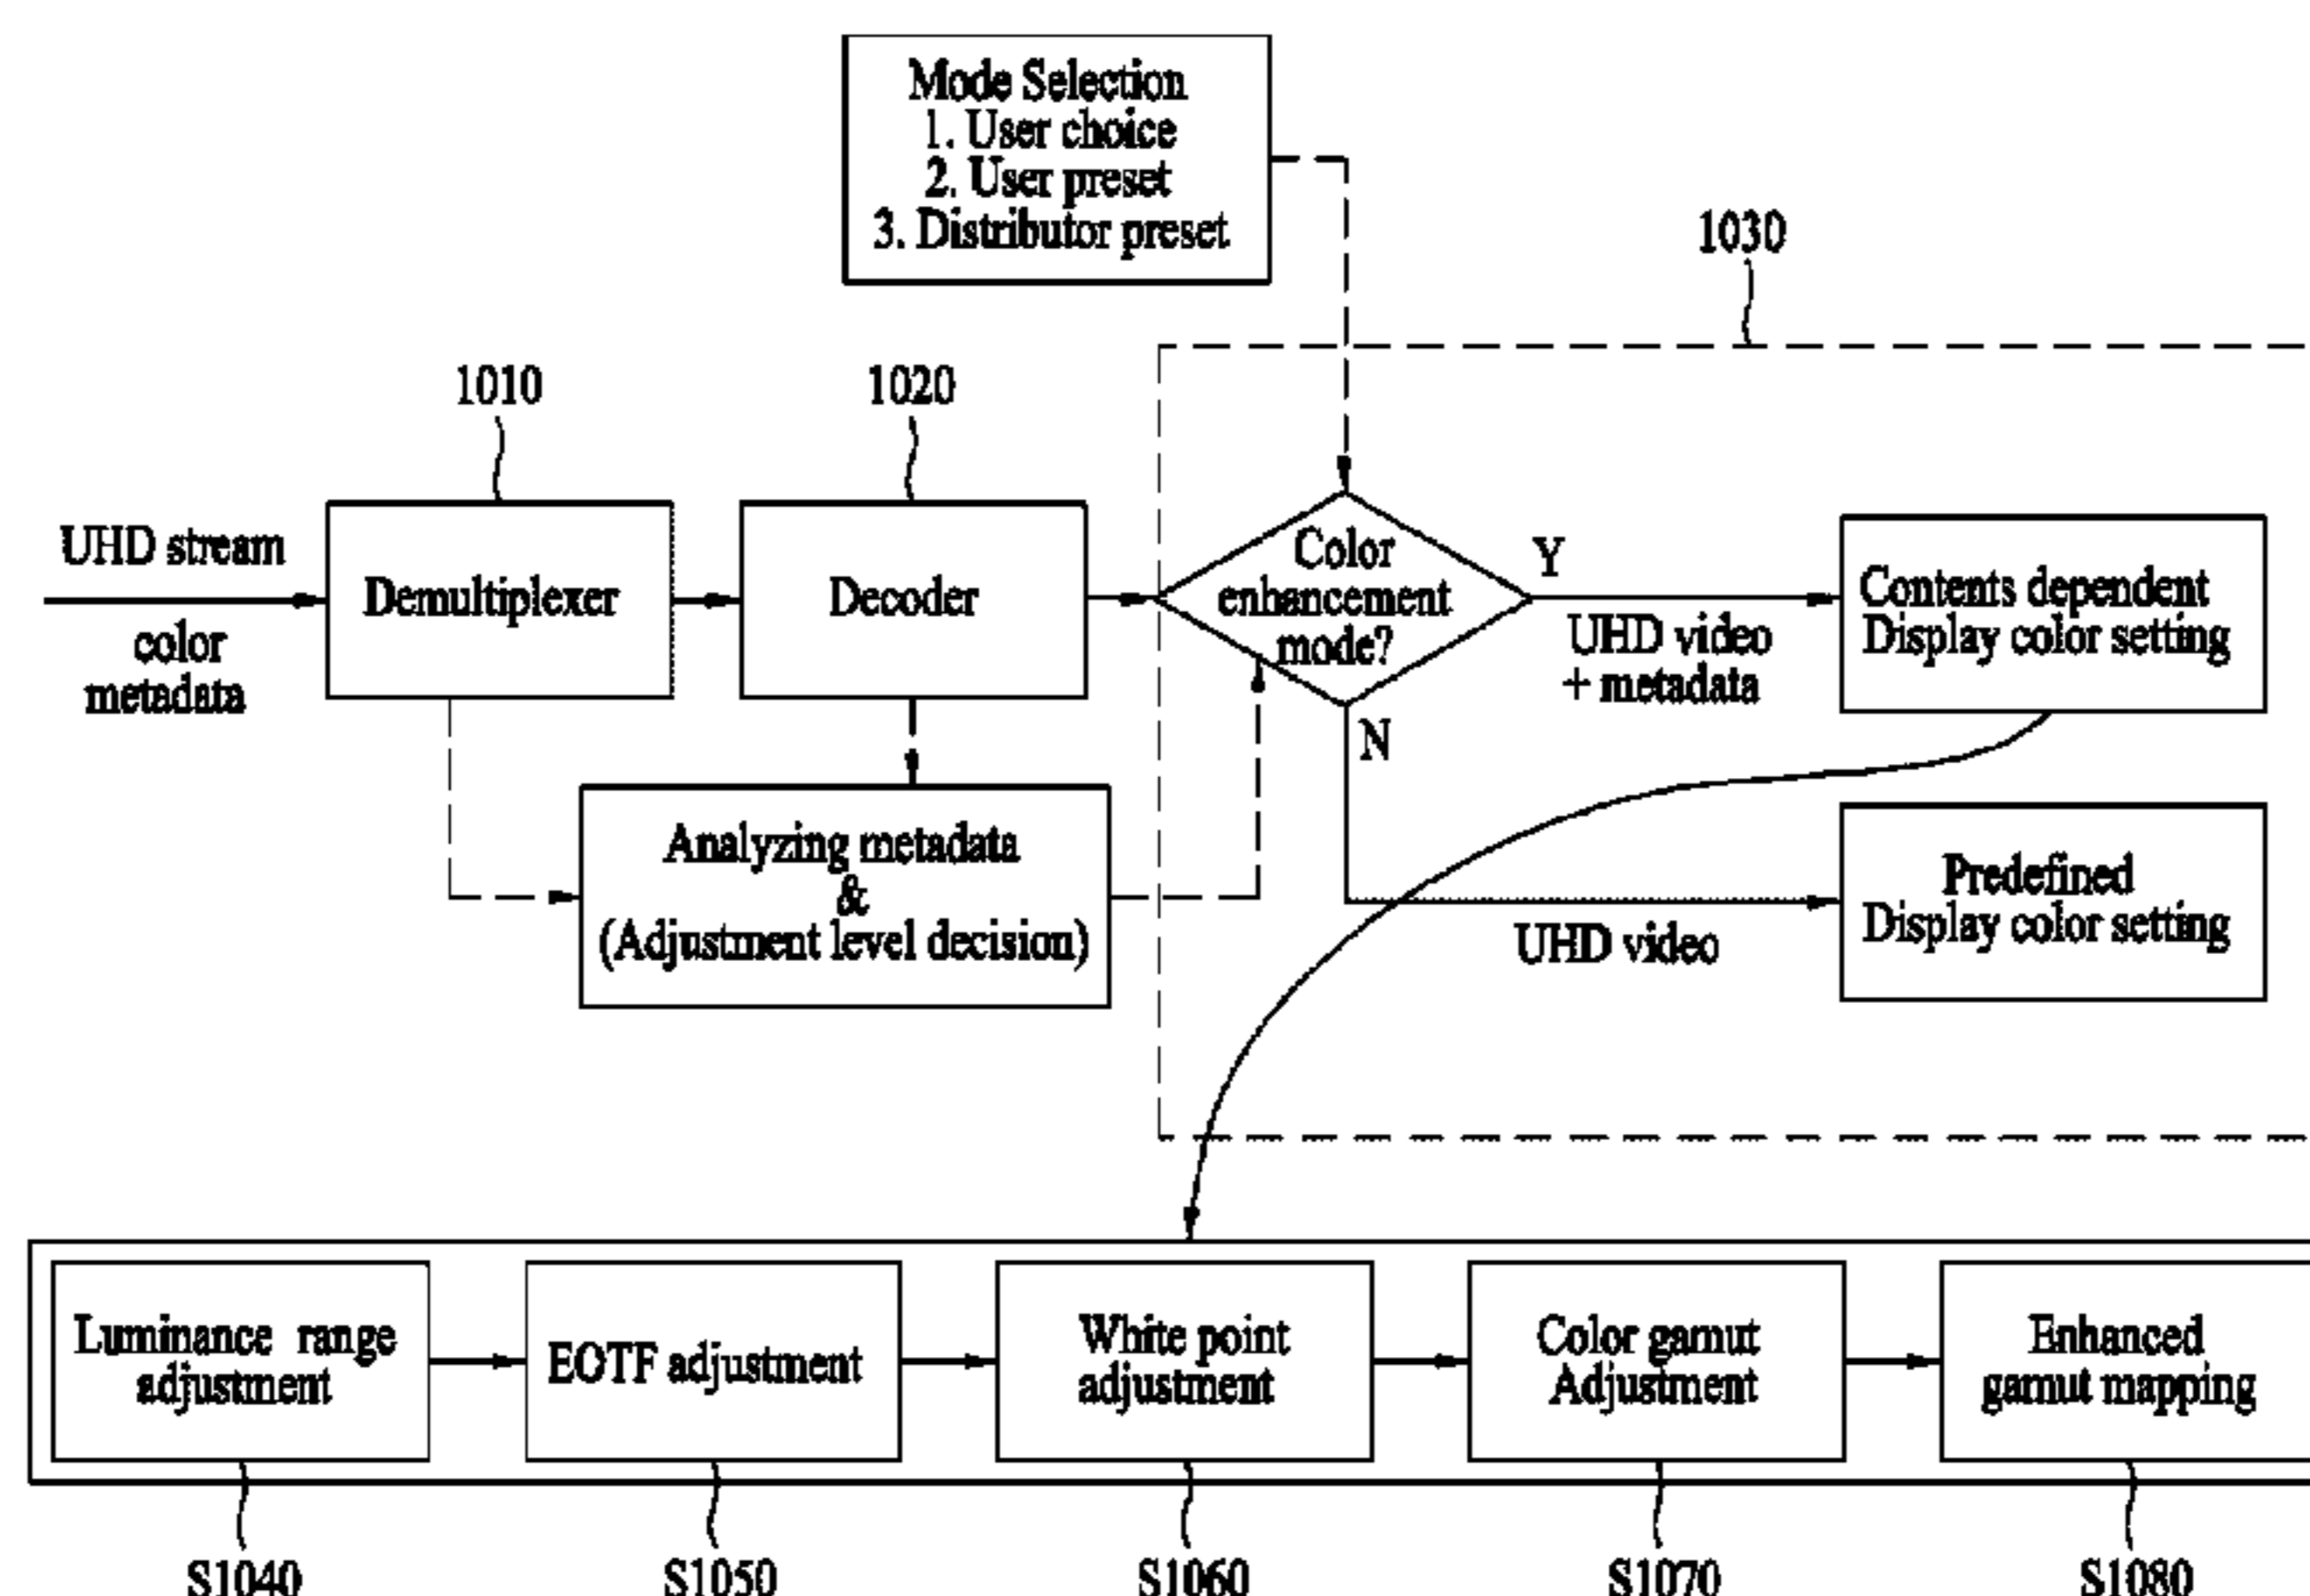 Mode Selection
1. User choice
2. User preset
3. Distributor preset
1030
1010
1020
UHD stream
color
metadata
Demultiplexer
Decoder
Color
enhancement
mode?
Y
UHD video
+ metadata
Contents dependent
Display color setting
N
Analyzing metadata
&
(Adjustment level decision)
UHD video
Predefined
Display color setting
Luminance range
adjustment
EOTF adjustment
White point
adjustment
Color gamut
Adjustment
Enhanced
gamut mapping
S1040
S1050
S1060
S1070
S1080